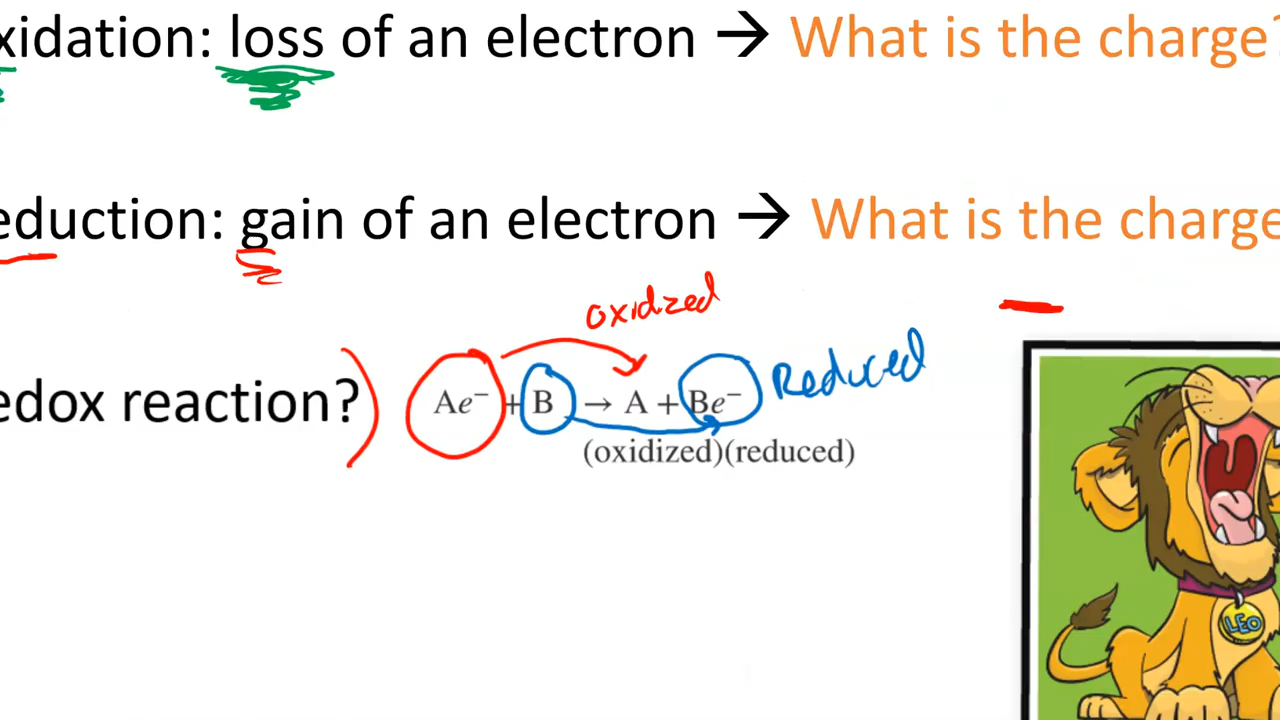 xidation: loss of an electron → What is the charge?
eduction: gain of an electron → What is the charge
oxidized
Reduced
edox reaction? Ae⁻ + B → A + Be⁻
(oxidized)(reduced)
LEO